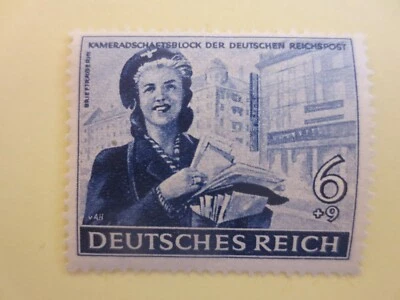 KAMERADSCHAFTSBLOCK DER DEUTSCHEN REICHSPOST
BRIEFTRÄGERIN
6
+9
DEUTSCHES REICH